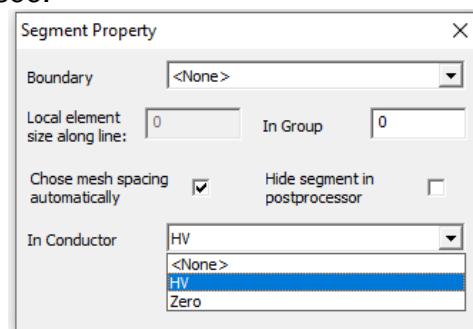 Segment Property
Boundary <None>
Local element size along line: 0 In Group 0
Chose mesh spacing automatically Hide segment in postprocessor
In Conductor HV
<None>
HV
Zero